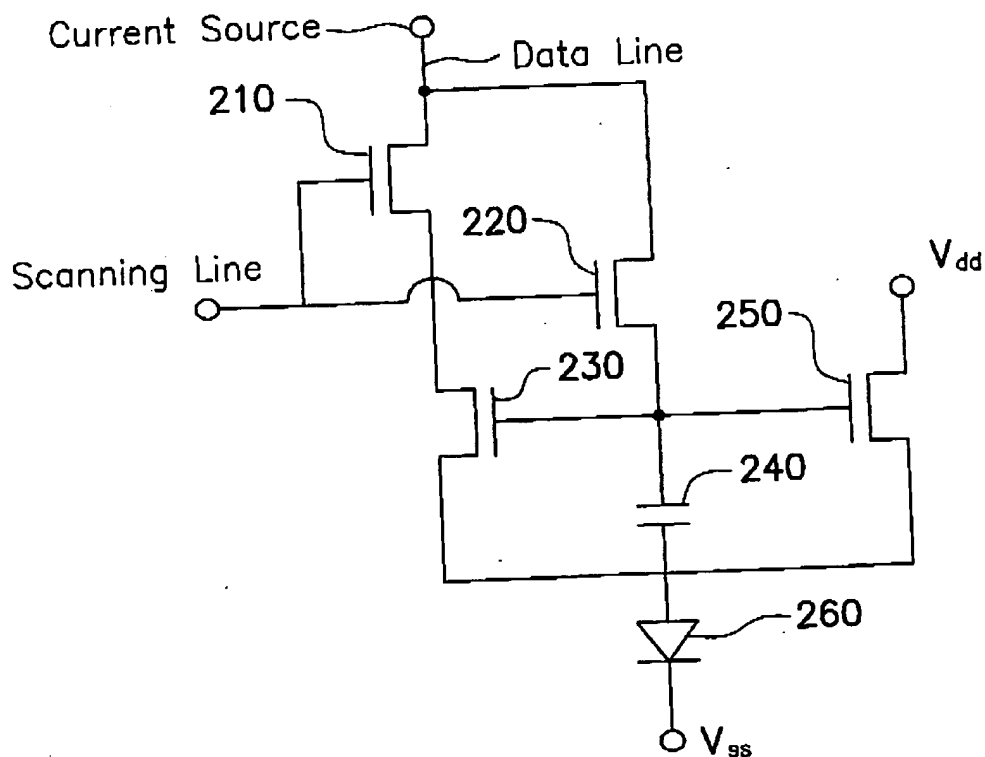 Current Source
Data Line
210
220
Scanning Line
Vdd
250
230
240
260
Vss